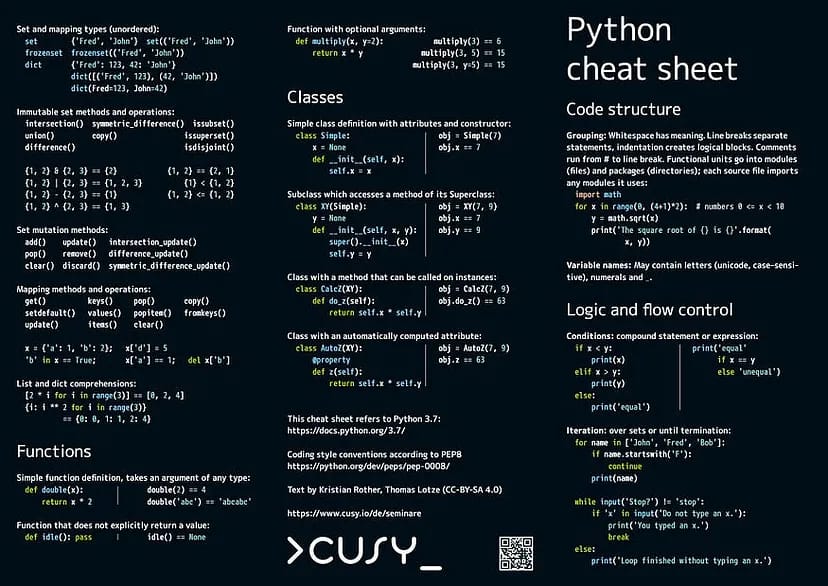 Set and mapping types (unordered):
set {'Fred', 'John'} set(('Fred', 'John'))
frozenset frozenset(('Fred', 'John'))
dict {'Fred': 123, 42: 'John'}
dict([('Fred', 123), (42, 'John')])
dict(Fred=123, John=42)
Immutable set methods and operations:
intersection() symmetric_difference() issubset()
union() copy() issuperset()
difference() isdisjoint()
{1, 2} & {2, 3} == {2} {1, 2} == {2, 1}
{1, 2} | {2, 3} == {1, 2, 3} {1} < {1, 2}
{1, 2} - {2, 3} == {1} {1, 2} <= {1, 2}
{1, 2} ^ {2, 3} == {1, 3}
Set mutation methods:
add() update() intersection_update()
pop() remove() difference_update()
clear() discard() symmetric_difference_update()
Mapping methods and operations:
get() keys() pop() copy()
setdefault() values() popitem() fromkeys()
update() items() clear()
x = {'a': 1, 'b': 2}; x['d'] = 5
'b' in x == True; x['a'] == 1; del x['b']
List and dict comprehensions:
[2 * i for i in range(3)] == [0, 2, 4]
{i: i ** 2 for i in range(3)}
== {0: 0, 1: 1, 2: 4}
Functions
Simple function definition, takes an argument of any type:
def double(x): double(2) == 4
return x * 2 double('abc') == 'abcabc'
Function that does not explicitly return a value:
def idle(): pass idle() == None
Function with optional arguments:
def multiply(x, y=2): multiply(3) == 6
return x * y multiply(3, 5) == 15
multiply(3, y=5) == 15
Classes
Simple class definition with attributes and constructor:
class Simple: obj = Simple(7)
x = None obj.x == 7
def __init__(self, x):
self.x = x
Subclass which accesses a method of its Superclass:
class XY(Simple): obj = XY(7, 9)
y = None obj.x == 7
def __init__(self, x, y): obj.y == 9
super().__init__(x)
self.y = y
Class with a method that can be called on instances:
class CalcZ(XY): obj = CalcZ(7, 9)
def do_z(self): obj.do_z() == 63
return self.x * self.y
Class with an automatically computed attribute:
class AutoZ(XY): obj = AutoZ(7, 9)
@property obj.z == 63
def z(self):
return self.x * self.y
This cheat sheet refers to Python 3.7:
https://docs.python.org/3.7/
Coding style conventions according to PEP8
https://python.org/dev/peps/pep-0008/
Text by Kristian Rother, Thomas Lotze (CC-BY-SA 4.0)
https://www.cusy.io/de/seminare
>CUSY_
Python
cheat sheet
Code structure
Grouping: Whitespace has meaning. Line breaks separate
statements, indentation creates logical blocks. Comments
run from # to line break. Functional units go into modules
(files) and packages (directories); each source file imports
any modules it uses:
import math
for x in range(0, (4+1)*2): # numbers 0 <= x < 10
y = math.sqrt(x)
print('The square root of {} is {}'.format(
x, y))
Variable names: May contain letters (unicode, case-sensi-
tive), numerals and _.
Logic and flow control
Conditions: compound statement or expression:
if x < y: print('equal'
print(x) if x == y
elif x > y: else 'unequal')
print(y)
else:
print('equal')
Iteration: over sets or until termination:
for name in ['John', 'Fred', 'Bob']:
if name.startswith('F'):
continue
print(name)
while input('Stop?') != 'stop':
if 'x' in input('Do not type an x.'):
print('You typed an x.')
break
else:
print('Loop finished without typing an x.')